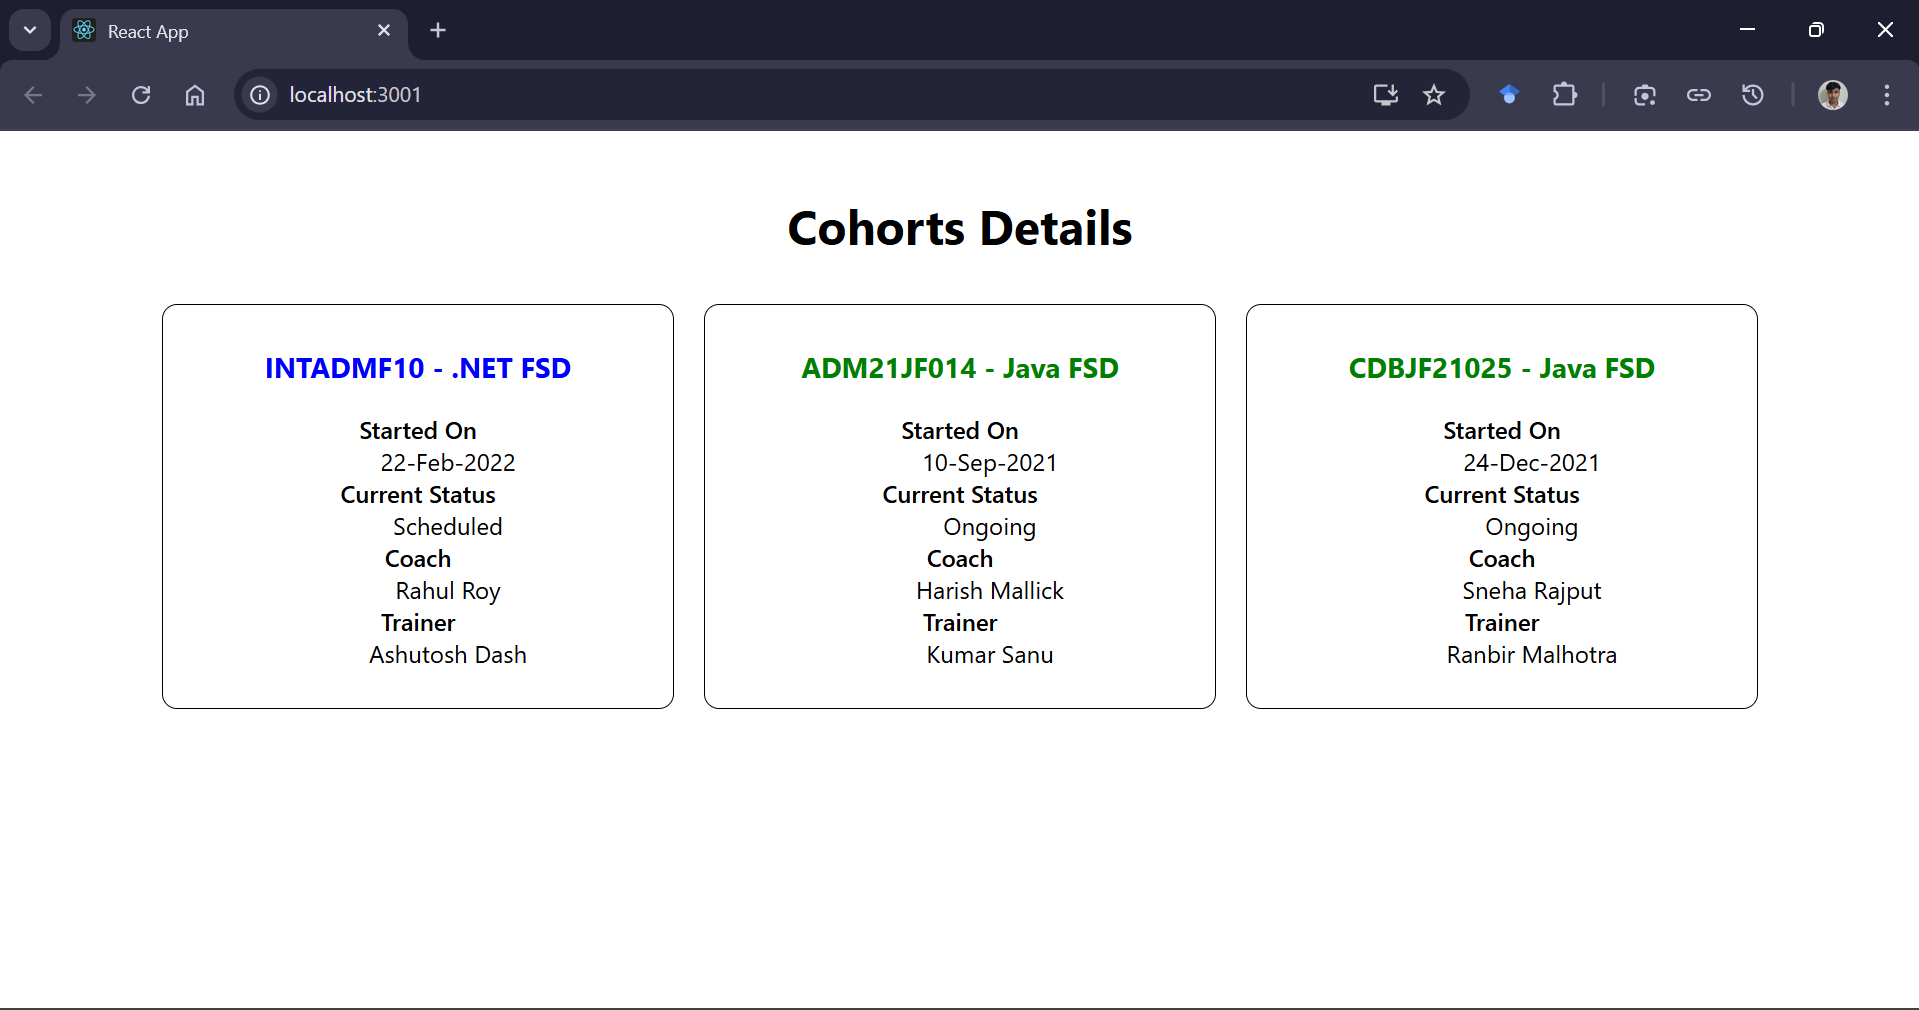 React App
localhost:3001
Cohorts Details
INTADMF10 - .NET FSD
Started On
22-Feb-2022
Current Status
Scheduled
Coach
Rahul Roy
Trainer
Ashutosh Dash
ADM21JF014 - Java FSD
Started On
10-Sep-2021
Current Status
Ongoing
Coach
Harish Mallick
Trainer
Kumar Sanu
CDBJF21025 - Java FSD
Started On
24-Dec-2021
Current Status
Ongoing
Coach
Sneha Rajput
Trainer
Ranbir Malhotra